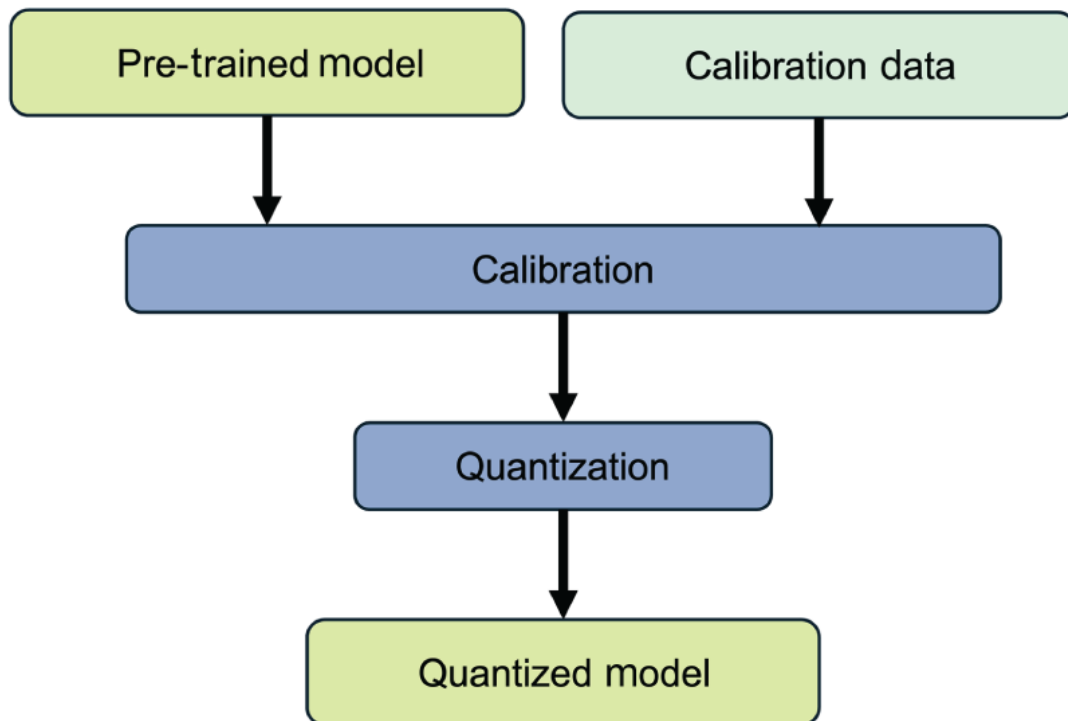 Pre-trained model
Calibration data
Calibration
Quantization
Quantized model